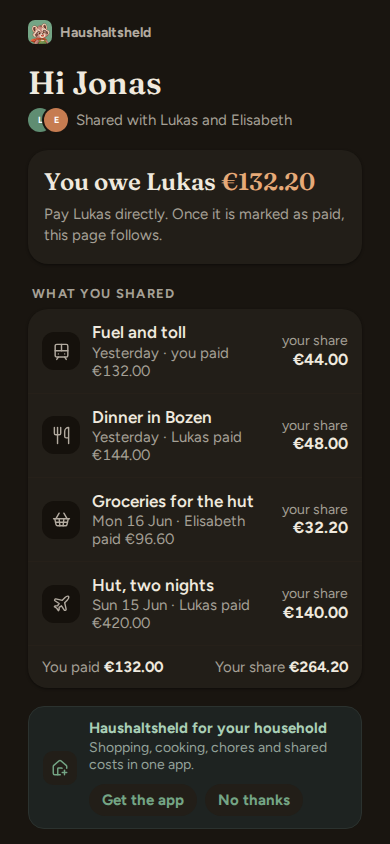 Haushaltsheld
Hi Jonas
L E Shared with Lukas and Elisabeth
You owe Lukas €132.20
Pay Lukas directly. Once it is marked as paid,
this page follows.
WHAT YOU SHARED
Fuel and toll
Yesterday · you paid
€132.00
your share
€44.00
Dinner in Bozen
Yesterday · Lukas paid
€144.00
your share
€48.00
Groceries for the hut
Mon 16 Jun · Elisabeth
paid €96.60
your share
€32.20
Hut, two nights
Sun 15 Jun · Lukas paid
€420.00
your share
€140.00
You paid €132.00
Your share €264.20
Haushaltsheld for your household
Shopping, cooking, chores and shared
costs in one app.
Get the app
No thanks